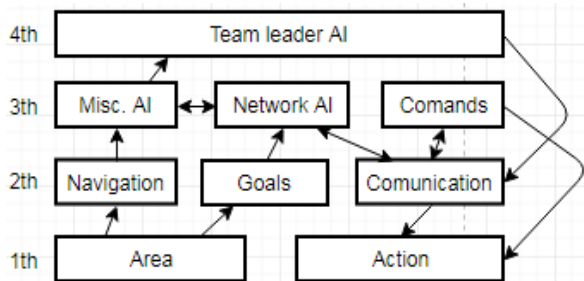 4th Team leader AI
3th Misc. AI Network AI Comands
2th Navigation Goals Comunication
1th Area Action